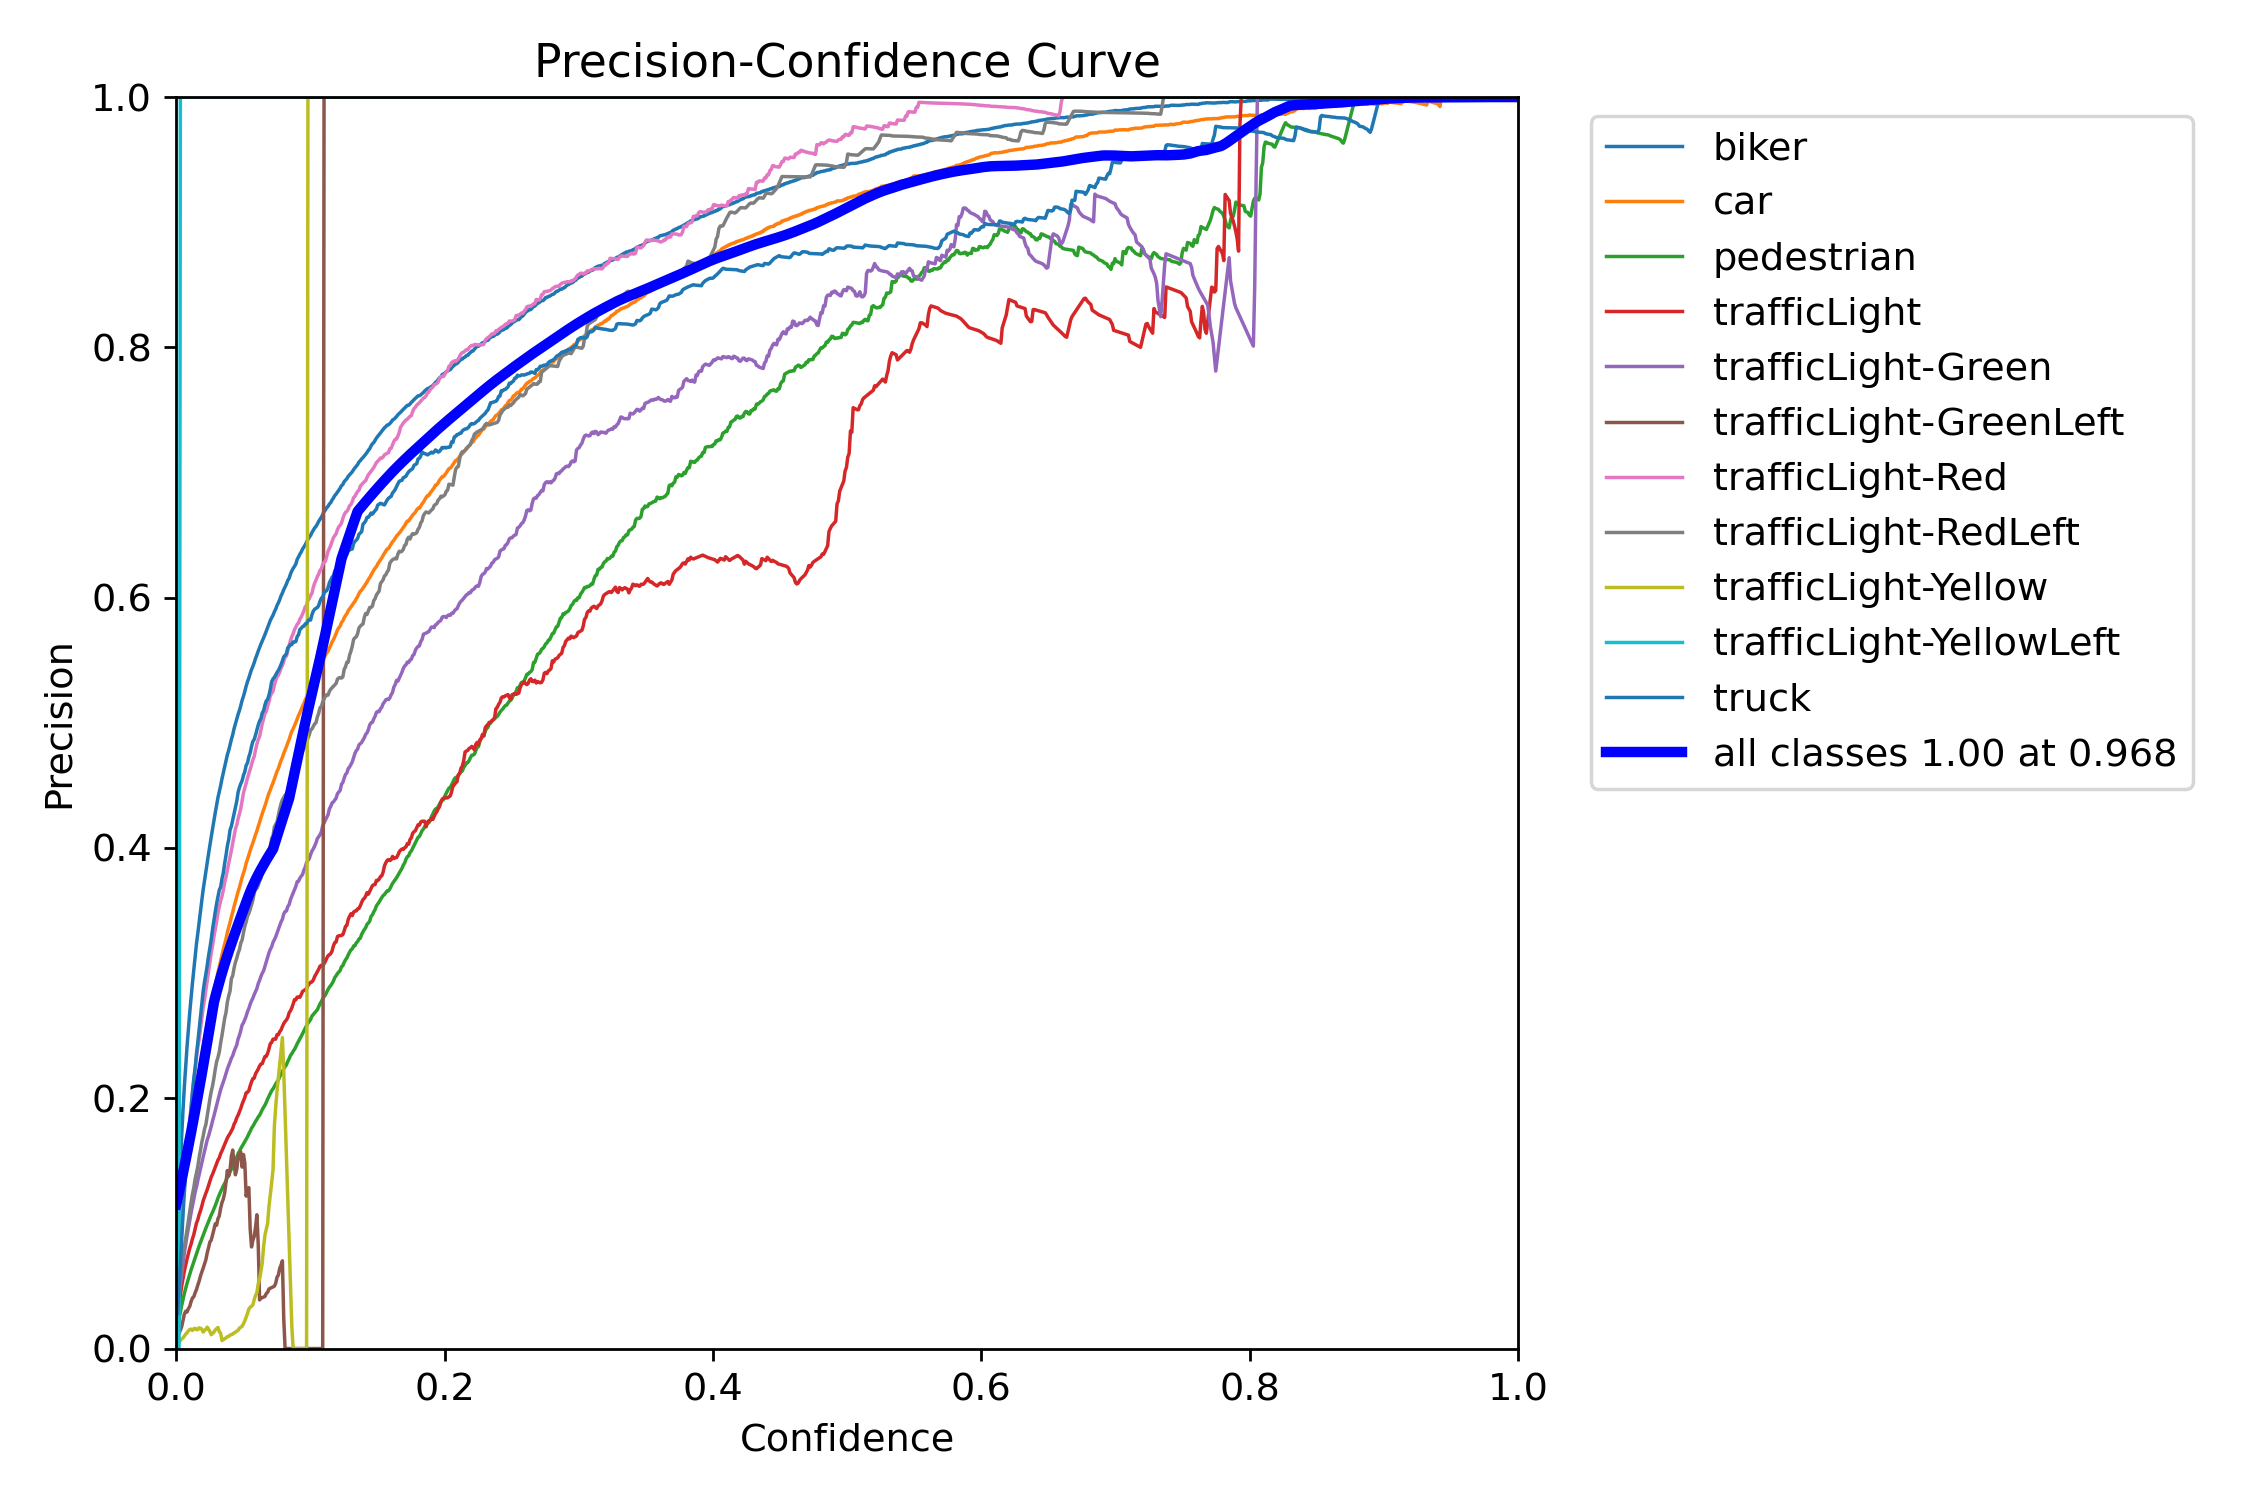 Precision-Confidence Curve
1.0
0.8
0.6
0.4
0.2
0.0
Precision
0.0 0.2 0.4 0.6 0.8 1.0
Confidence
biker
car
pedestrian
trafficLight
trafficLight-Green
trafficLight-GreenLeft
trafficLight-Red
trafficLight-RedLeft
trafficLight-Yellow
trafficLight-YellowLeft
truck
all classes 1.00 at 0.968